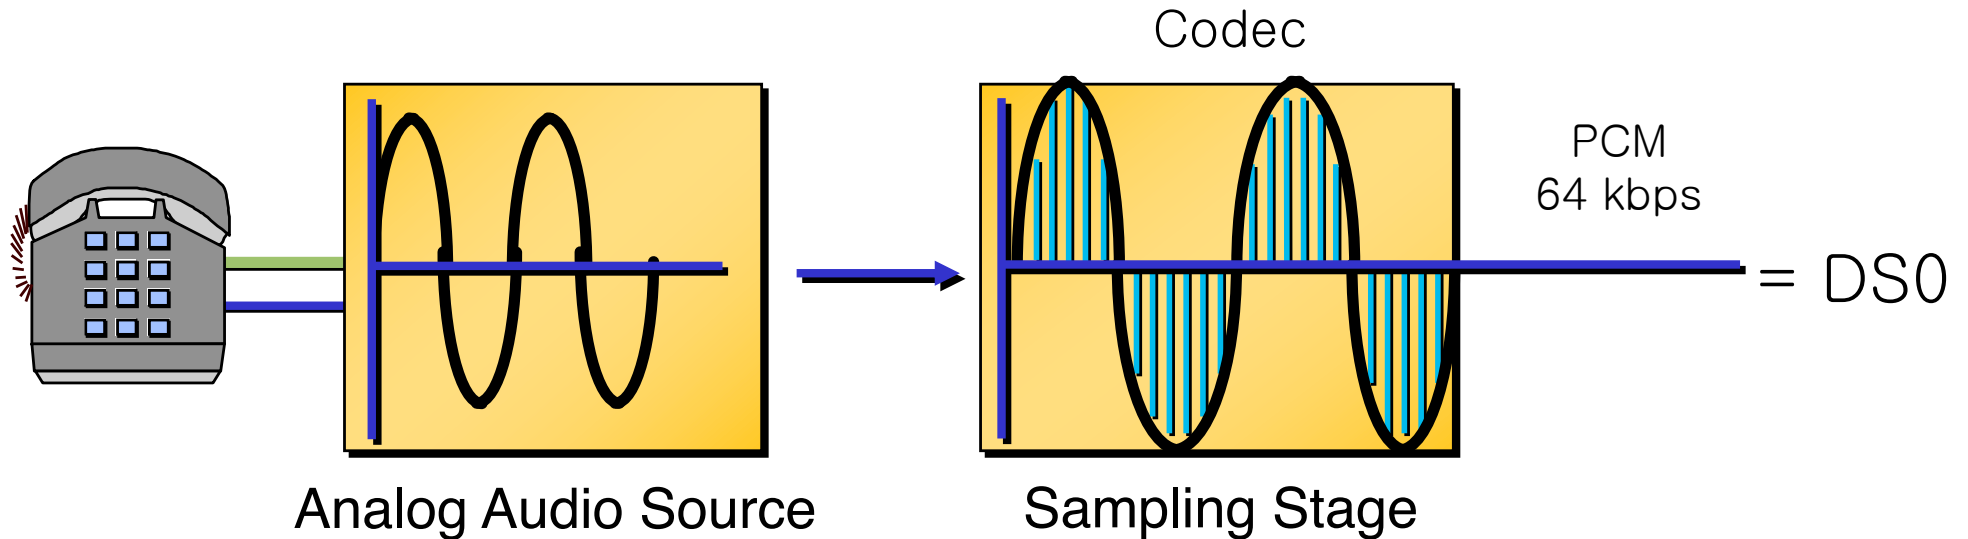 Codec
PCM
64 kbps
= DS0
Analog Audio Source
Sampling Stage